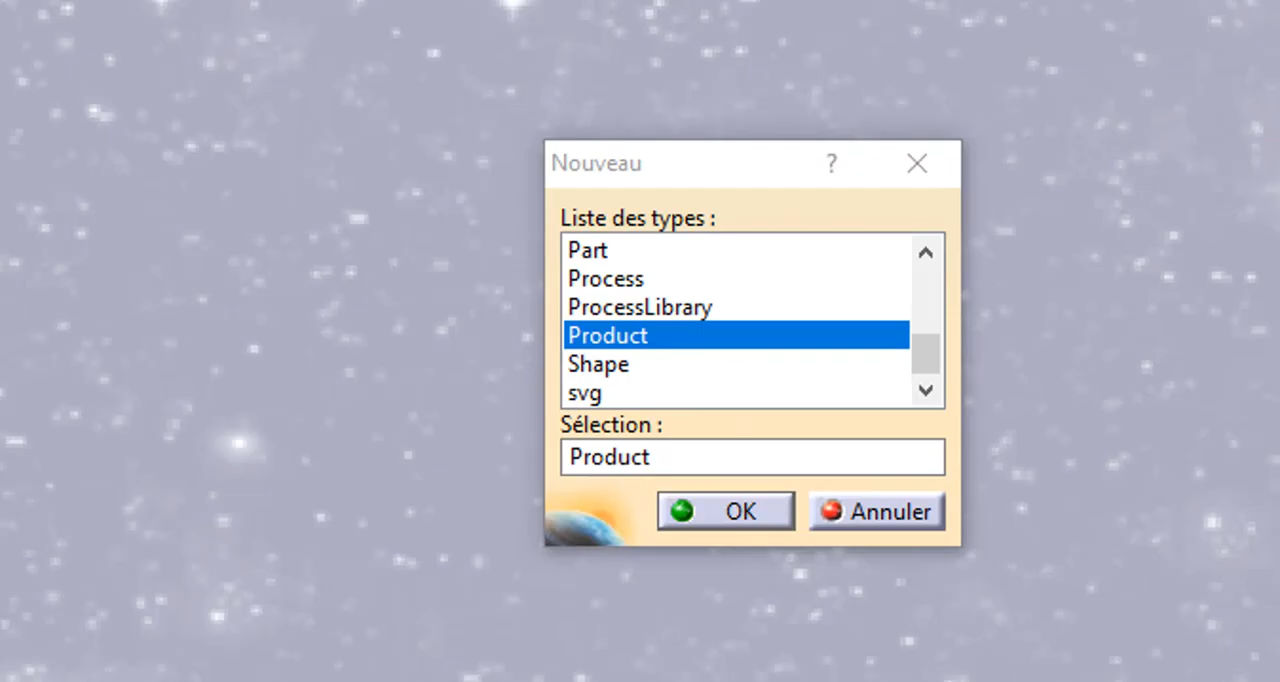 Nouveau ?
Liste des types :
Part
Process
ProcessLibrary
Product
Shape
svg
Sélection :
Product
OK Annuler